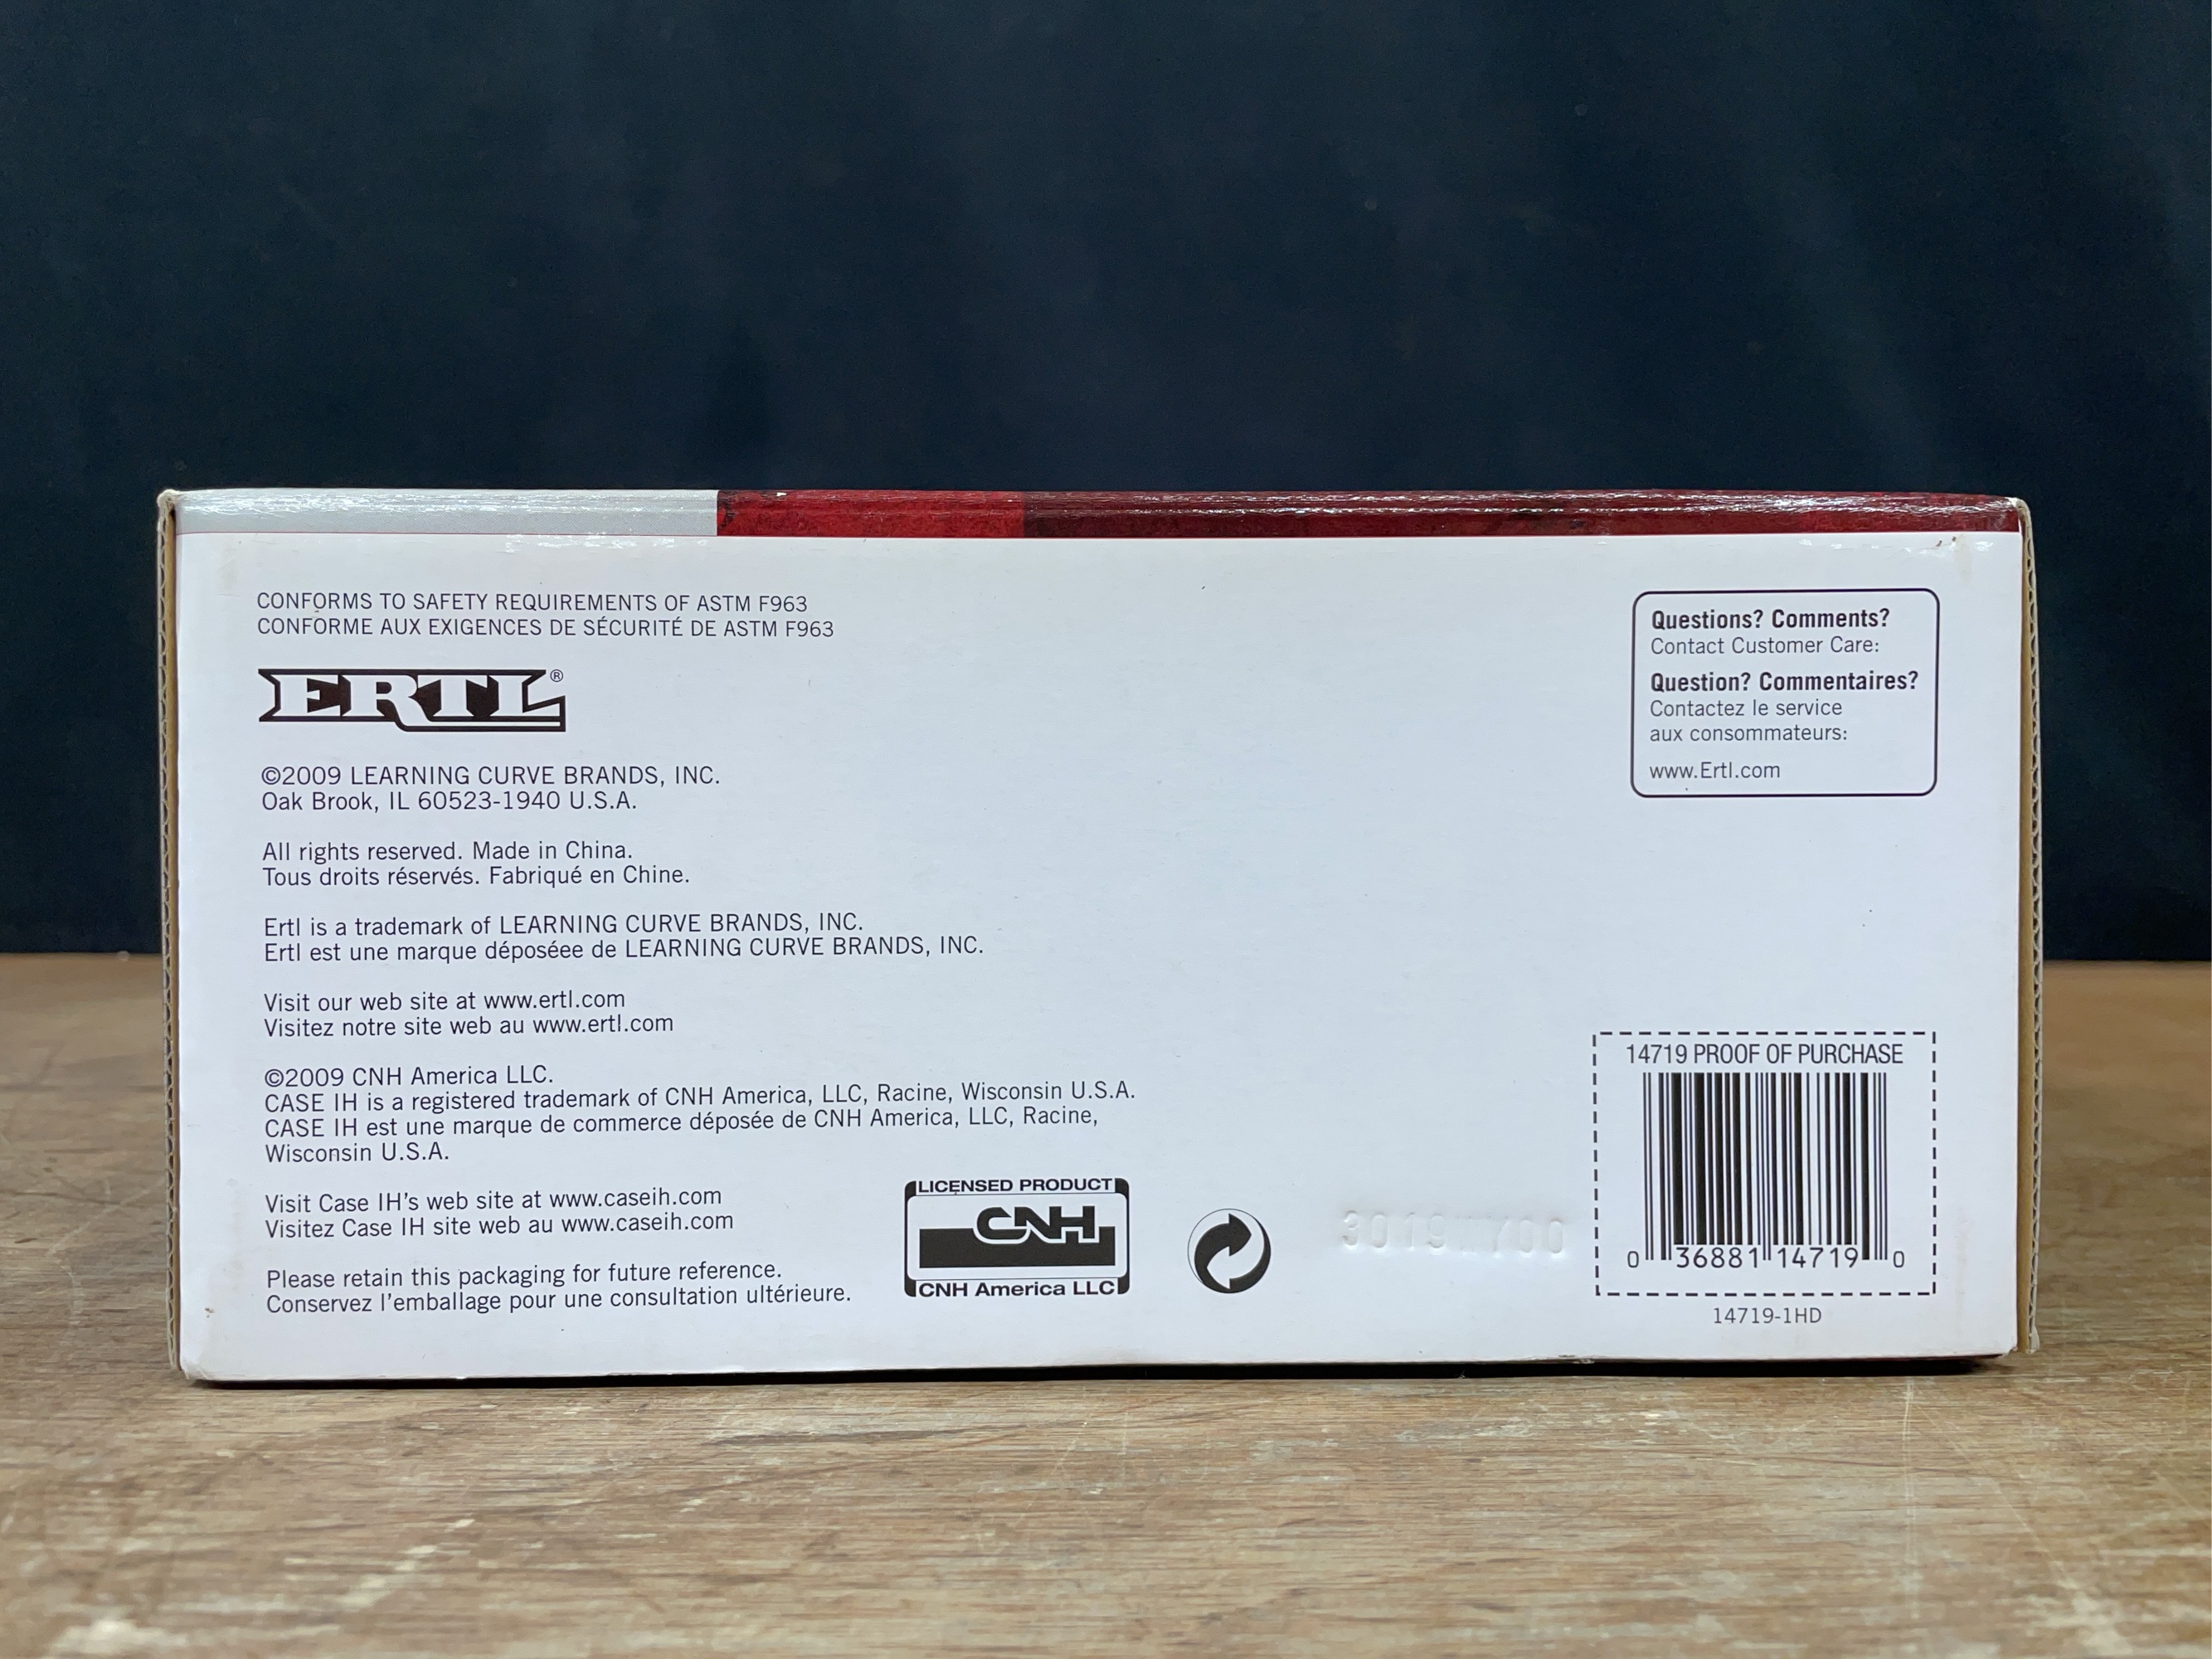 CONFORMS TO SAFETY REQUIREMENTS OF ASTM F963
CONFORME AUX EXIGENCES DE SÉCURITÉ DE ASTM F963
ERTL®
©2009 LEARNING CURVE BRANDS, INC.
Oak Brook, IL 60523-1940 U.S.A.
All rights reserved. Made in China.
Tous droits réservés. Fabriqué en Chine.
Ertl is a trademark of LEARNING CURVE BRANDS, INC.
Ertl est une marque déposéee de LEARNING CURVE BRANDS, INC.
Visit our web site at www.ertl.com
Visitez notre site web au www.ertl.com
©2009 CNH America LLC.
CASE IH is a registered trademark of CNH America, LLC, Racine, Wisconsin U.S.A.
CASE IH est une marque de commerce déposée de CNH America, LLC, Racine,
Wisconsin U.S.A.
Visit Case IH's web site at www.caseih.com
Visitez Case IH site web au www.caseih.com
Please retain this packaging for future reference.
Conservez l'emballage pour une consultation ultérieure.
LICENSED PRODUCT
CNH
CNH America LLC
Questions? Comments?
Contact Customer Care:
Question? Commentaires?
Contactez le service
aux consommateurs:
www.Ertl.com
14719 PROOF OF PURCHASE
0 36881 14719 0
14719-1HD